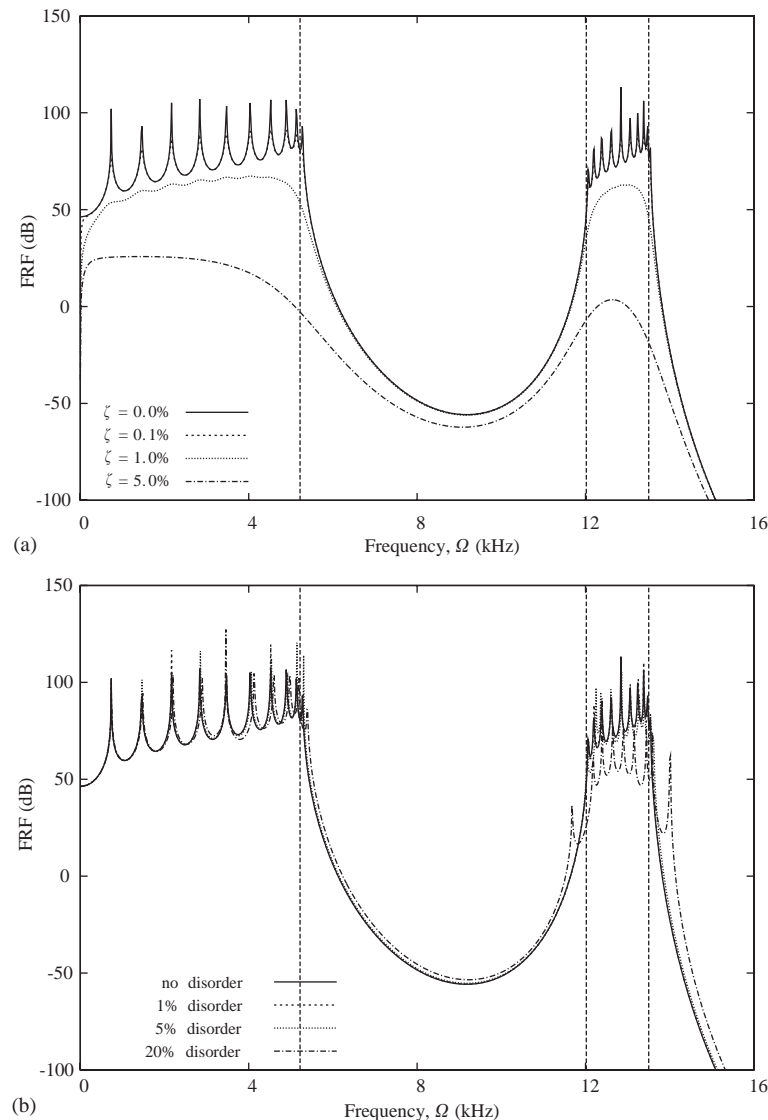 150
100
50
0
-50
-100
FRF (dB)
ζ = 0.0%
ζ = 0.1%
ζ = 1.0%
ζ = 5.0%
0 4 8 12 16
(a)
Frequency, Ω (kHz)
150
100
50
0
-50
-100
FRF (dB)
no disorder
1% disorder
5% disorder
20% disorder
0 4 8 12 16
(b)
Frequency, Ω (kHz)